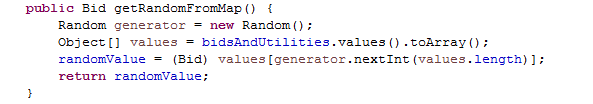 public Bid getRandomFromMap() {
Random generator = new Random();
Object[] values = bidsAndUtilities.values().toArray();
randomValue = (Bid) values[generator.nextInt(values.length)];
return randomValue;
}